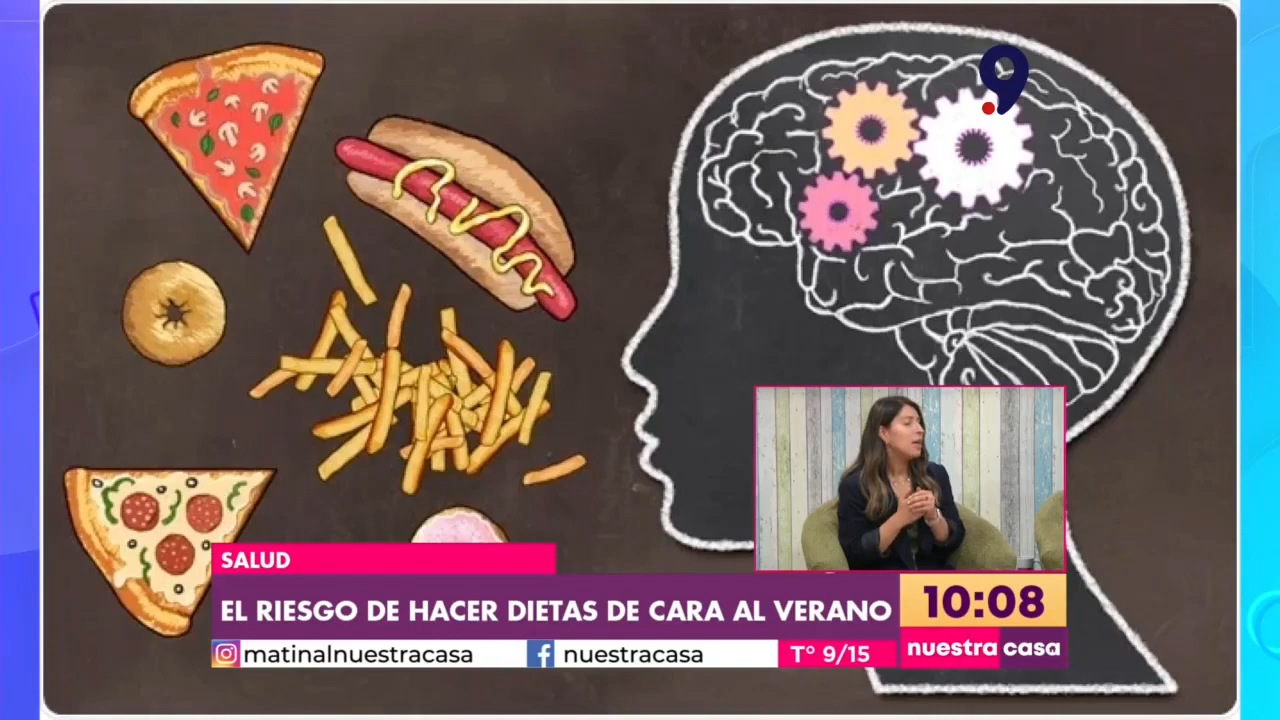 9
SALUD
EL RIESGO DE HACER DIETAS DE CARA AL VERANO
10:08
matinalnuestracasa
nuestracasa
T° 9/15
nuestra casa